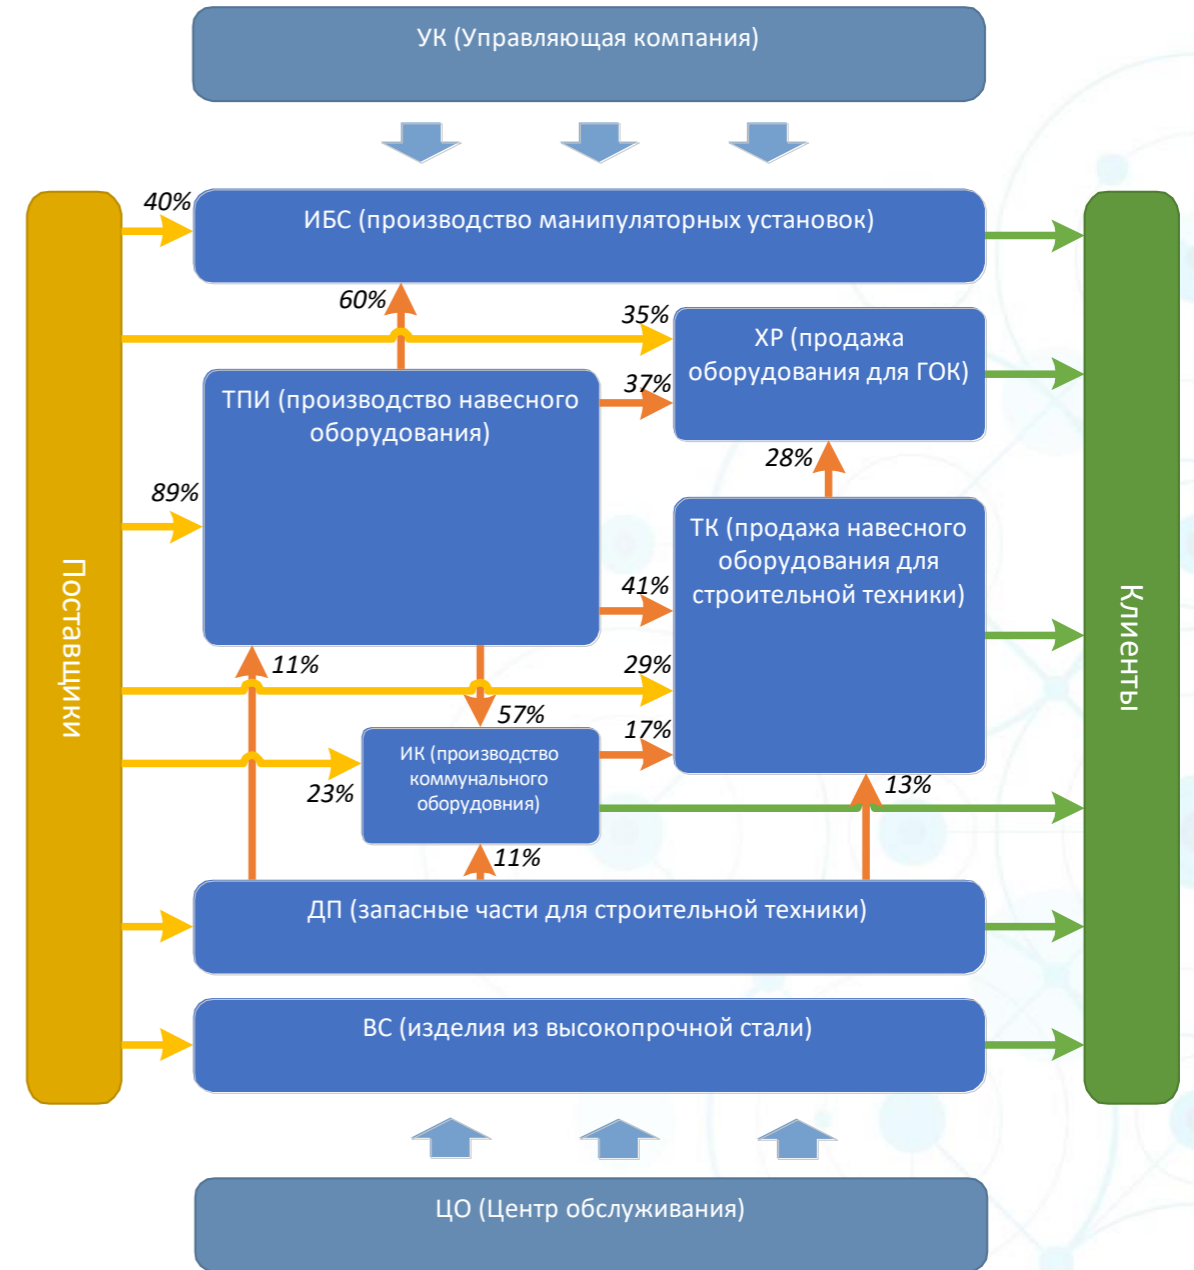 УК (Управляющая компания)
40%
ИБС (производство манипуляторных установок)
60%
35%
ХР (продажа
оборудования для ГОК)
37%
ТПИ (производство навесного
оборудования)
28%
89%
ТК (продажа навесного
оборудования для
строительной техники)
41%
Поставщики
Клиенты
11%
29%
57%
17%
ИК (производство
коммунального
оборудовния)
23%
13%
11%
ДП (запасные части для строительной техники)
ВС (изделия из высокопрочной стали)
ЦО (Центр обслуживания)